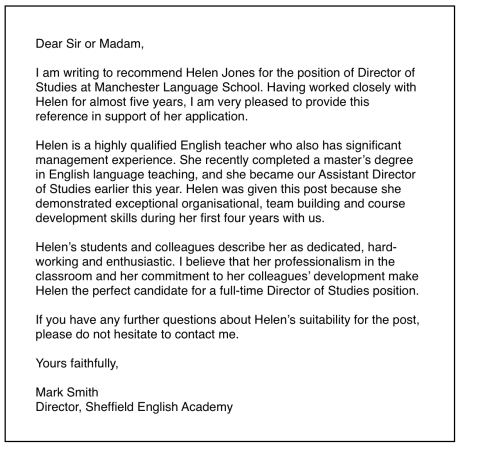 Dear Sir or Madam,
I am writing to recommend Helen Jones for the position of Director of
Studies at Manchester Language School. Having worked closely with
Helen for almost five years, I am very pleased to provide this
reference in support of her application.
Helen is a highly qualified English teacher who also has significant
management experience. She recently completed a master's degree
in English language teaching, and she became our Assistant Director
of Studies earlier this year. Helen was given this post because she
demonstrated exceptional organisational, team building and course
development skills during her first four years with us.
Helen's students and colleagues describe her as dedicated, hard-
working and enthusiastic. I believe that her professionalism in the
classroom and her commitment to her colleagues' development make
Helen the perfect candidate for a full-time Director of Studies position.
If you have any further questions about Helen's suitability for the post,
please do not hesitate to contact me.
Yours faithfully,
Mark Smith
Director, Sheffield English Academy